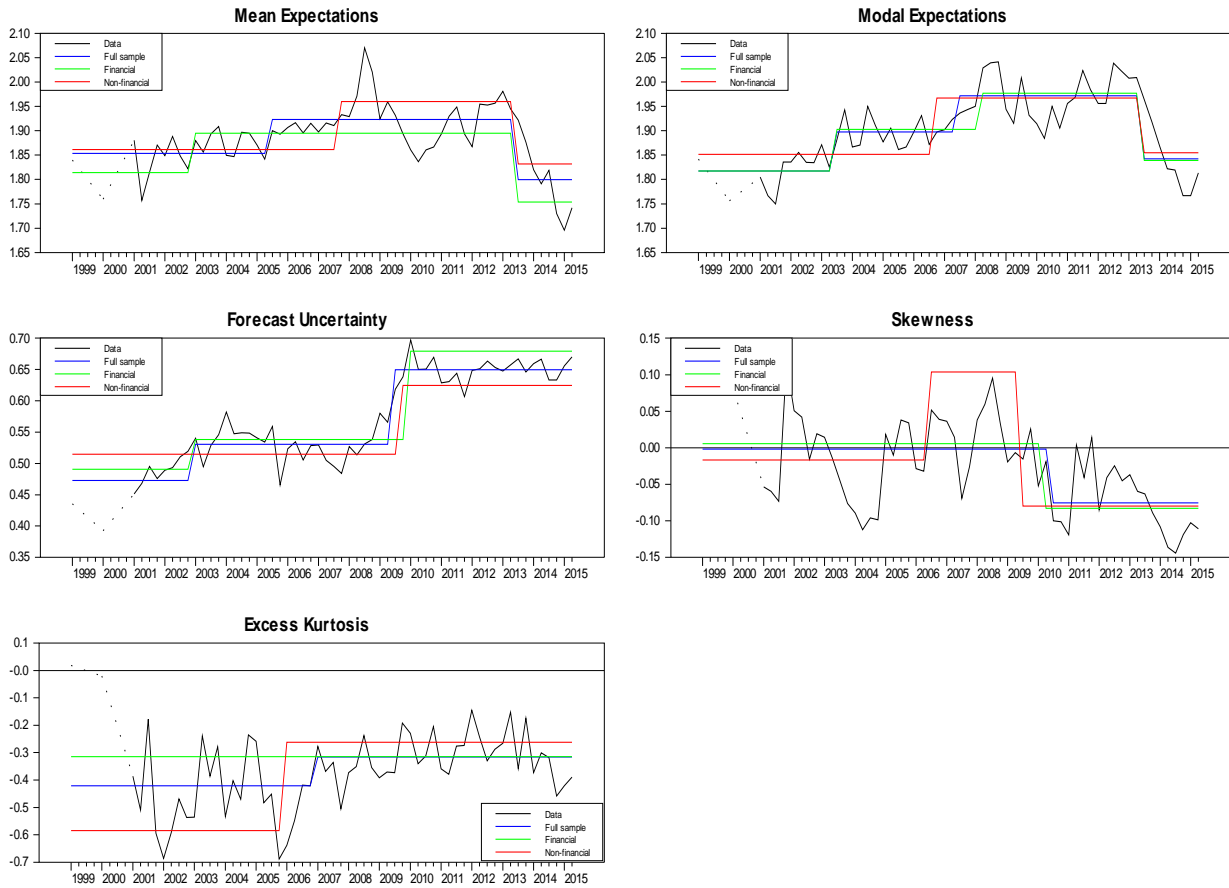 Mean Expectations
2.10
2.05
2.00
1.95
1.90
1.85
1.80
1.75
1.70
1.65
Data
Full sample
Financial
Non-financial
1999 2000 2001 2002 2003 2004 2005 2006 2007 2008 2009 2010 2011 2012 2013 2014 2015
Modal Expectations
2.10
2.05
2.00
1.95
1.90
1.85
1.80
1.75
1.70
1.65
Data
Full sample
Financial
Non-financial
1999 2000 2001 2002 2003 2004 2005 2006 2007 2008 2009 2010 2011 2012 2013 2014 2015
Forecast Uncertainty
0.70
0.65
0.60
0.55
0.50
0.45
0.40
0.35
Data
Full sample
Financial
Non-financial
1999 2000 2001 2002 2003 2004 2005 2006 2007 2008 2009 2010 2011 2012 2013 2014 2015
Skewness
0.15
0.10
0.05
0.00
-0.05
-0.10
-0.15
Data
Full sample
Financial
Non-financial
1999 2000 2001 2002 2003 2004 2005 2006 2007 2008 2009 2010 2011 2012 2013 2014 2015
Excess Kurtosis
0.1
-0.0
-0.1
-0.2
-0.3
-0.4
-0.5
-0.6
-0.7
Data
Full sample
Financial
Non-financial
1999 2000 2001 2002 2003 2004 2005 2006 2007 2008 2009 2010 2011 2012 2013 2014 2015